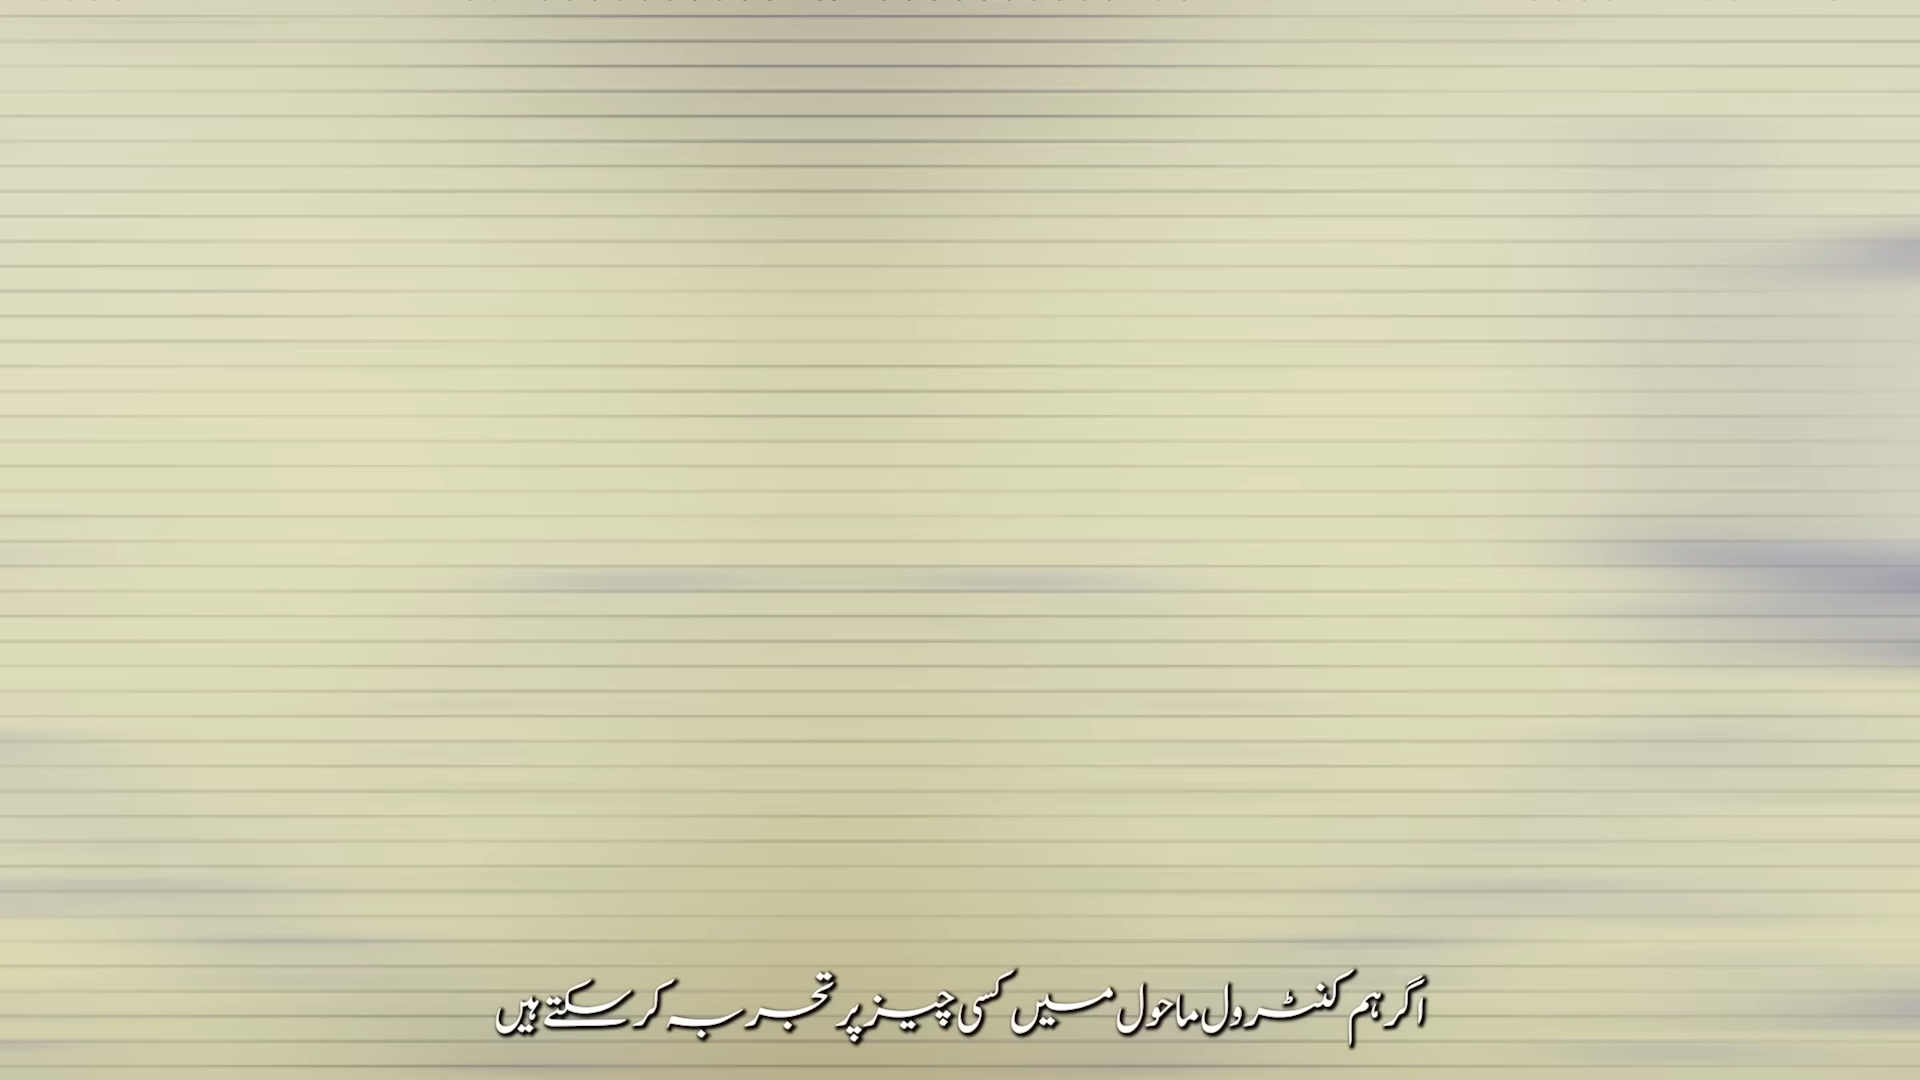 اگر ہم کنٹرول ماحول میں کسی چیز پر تجربہ کر سکتے ہیں